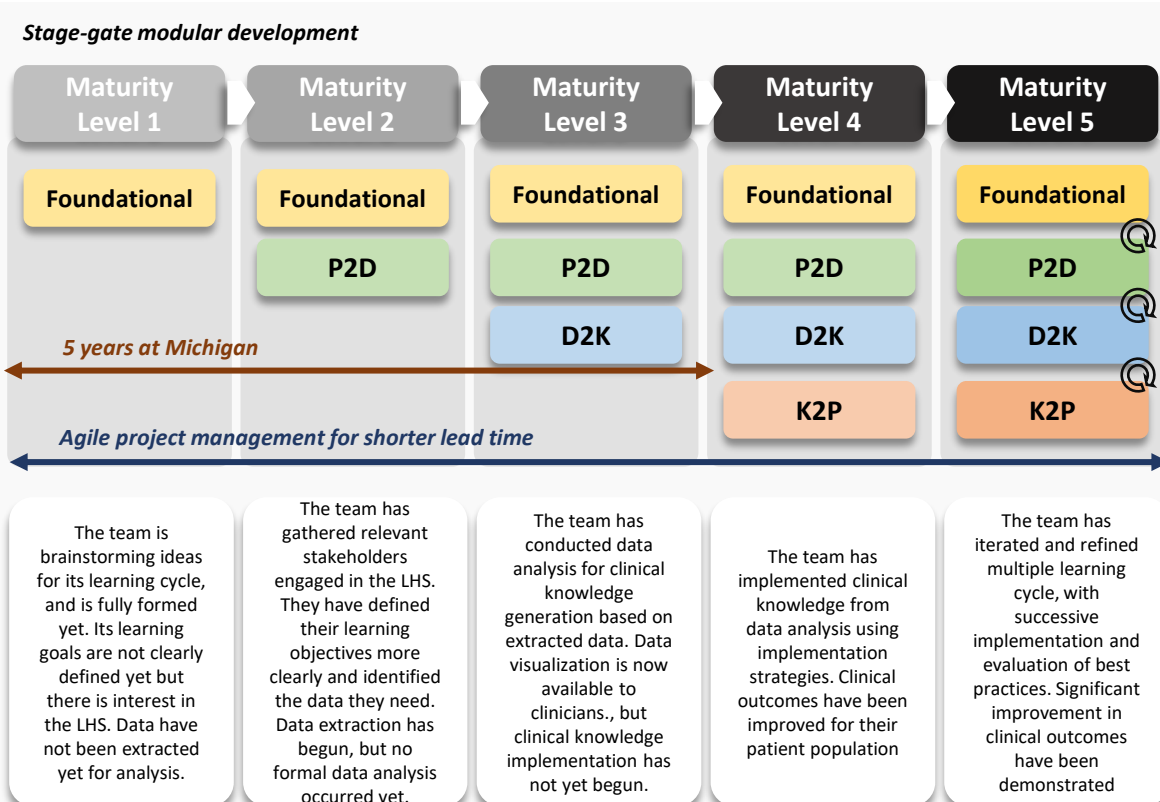 Stage-gate modular development
Maturity
Level 1
Maturity
Level 2
Maturity
Level 3
Maturity
Level 4
Maturity
Level 5
Foundational
Foundational
Foundational
Foundational
Foundational
P2D
P2D
P2D
P2D
D2K
D2K
D2K
5 years at Michigan
K2P
K2P
Agile project management for shorter lead time
The team is
brainstorming ideas
for its learning cycle,
and is fully formed
yet. Its learning
goals are not clearly
defined yet but
there is interest in
the LHS. Data have
not been extracted
yet for analysis.
The team has
gathered relevant
stakeholders
engaged in the LHS.
They have defined
their learning
objectives more
clearly and identified
the data they need.
Data extraction has
begun, but no
formal data analysis
occurred yet.
The team has
conducted data
analysis for clinical
knowledge
generation based on
extracted data. Data
visualization is now
available to
clinicians., but
clinical knowledge
implementation has
not yet begun.
The team has
implemented clinical
knowledge from
data analysis using
implementation
strategies. Clinical
outcomes have been
improved for their
patient population
The team has
iterated and refined
multiple learning
cycle, with
successive
implementation and
evaluation of best
practices. Significant
improvement in
clinical outcomes
have been
demonstrated